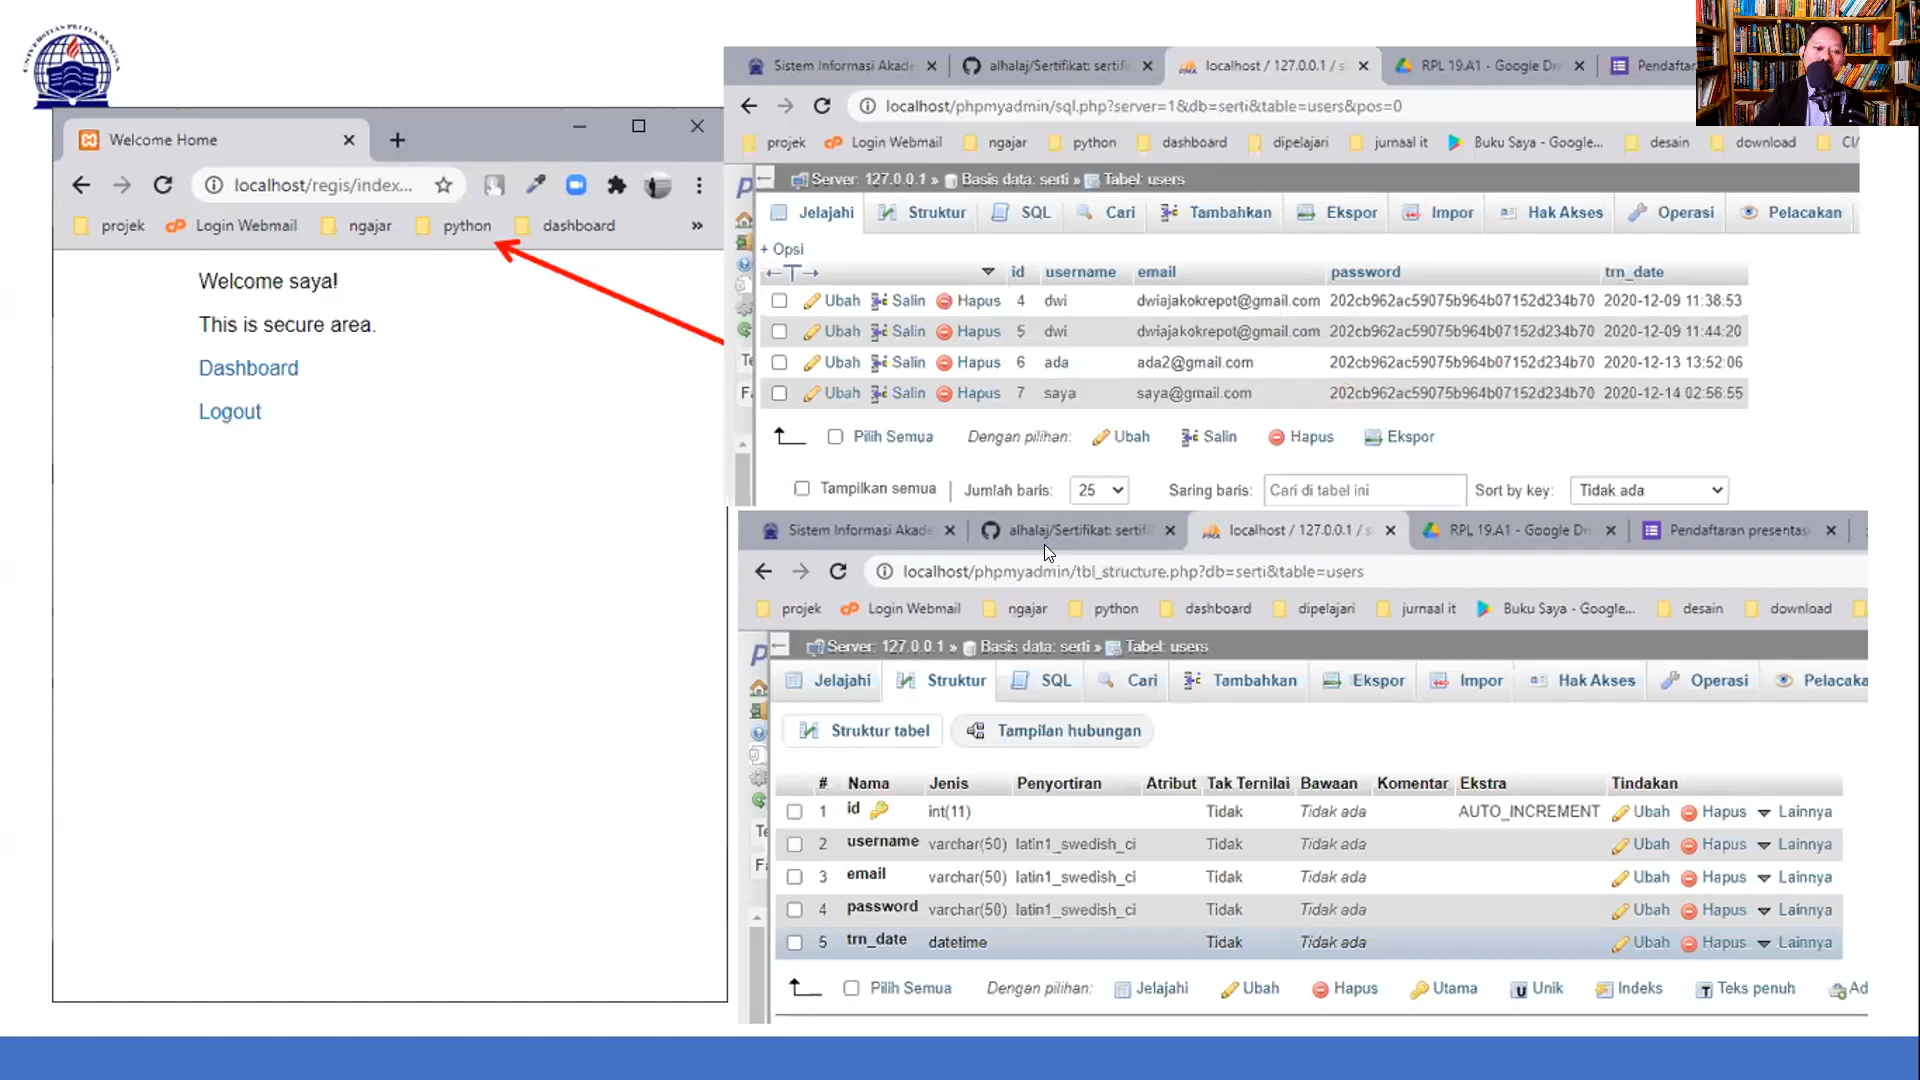 Welcome Home
localhost/regis/index...
projek Login Webmail ngajar python dashboard »
Welcome saya!
This is secure area.
Dashboard
Logout
Sistem Informasi Akade alhalaj/Sertifikat: sertif localhost / 127.0.0.1 / s RPL 19.A1 - Google Dri Pendaftar
localhost/phpmyadmin/sql.php?server=1&db=serti&table=users&pos=0
projek Login Webmail ngajar python dashboard dipelajari jurnaal it Buku Saya - Google... desain download CI/
Server: 127.0.0.1 » Basis data: serti » Tabel: users
Jelajahi Struktur SQL Cari Tambahkan Ekspor Impor Hak Akses Operasi Pelacakan
+ Opsi
←T→ id username email password trn_date
Ubah Salin Hapus 4 dwi dwiajakokrepot@gmail.com 202cb962ac59075b964b07152d234b70 2020-12-09 11:38:53
Ubah Salin Hapus 5 dwi dwiajakokrepot@gmail.com 202cb962ac59075b964b07152d234b70 2020-12-09 11:44:20
Ubah Salin Hapus 6 ada ada2@gmail.com 202cb962ac59075b964b07152d234b70 2020-12-13 13:52:06
Ubah Salin Hapus 7 saya saya@gmail.com 202cb962ac59075b964b07152d234b70 2020-12-14 02:56:55
Pilih Semua Dengan pilihan: Ubah Salin Hapus Ekspor
Tampilkan semua Jumlah baris: 25 Saring baris: Cari di tabel ini Sort by key: Tidak ada
Sistem Informasi Akade alhalaj/Sertifikat: sertif localhost / 127.0.0.1 / s RPL 19.A1 - Google Dri Pendaftaran presentas
localhost/phpmyadmin/tbl_structure.php?db=serti&table=users
projek Login Webmail ngajar python dashboard dipelajari jurnaal it Buku Saya - Google... desain download
Server: 127.0.0.1 » Basis data: serti » Tabel: users
Jelajahi Struktur SQL Cari Tambahkan Ekspor Impor Hak Akses Operasi Pelacaka
Struktur tabel Tampilan hubungan
# Nama Jenis Penyortiran Atribut Tak Ternilai Bawaan Komentar Ekstra Tindakan
1 id int(11) Tidak Tidak ada AUTO_INCREMENT Ubah Hapus Lainnya
2 username varchar(50) latin1_swedish_ci Tidak Tidak ada Ubah Hapus Lainnya
3 email varchar(50) latin1_swedish_ci Tidak Tidak ada Ubah Hapus Lainnya
4 password varchar(50) latin1_swedish_ci Tidak Tidak ada Ubah Hapus Lainnya
5 trn_date datetime Tidak Tidak ada Ubah Hapus Lainnya
Pilih Semua Dengan pilihan: Jelajahi Ubah Hapus Utama Unik Indeks Teks penuh Ad